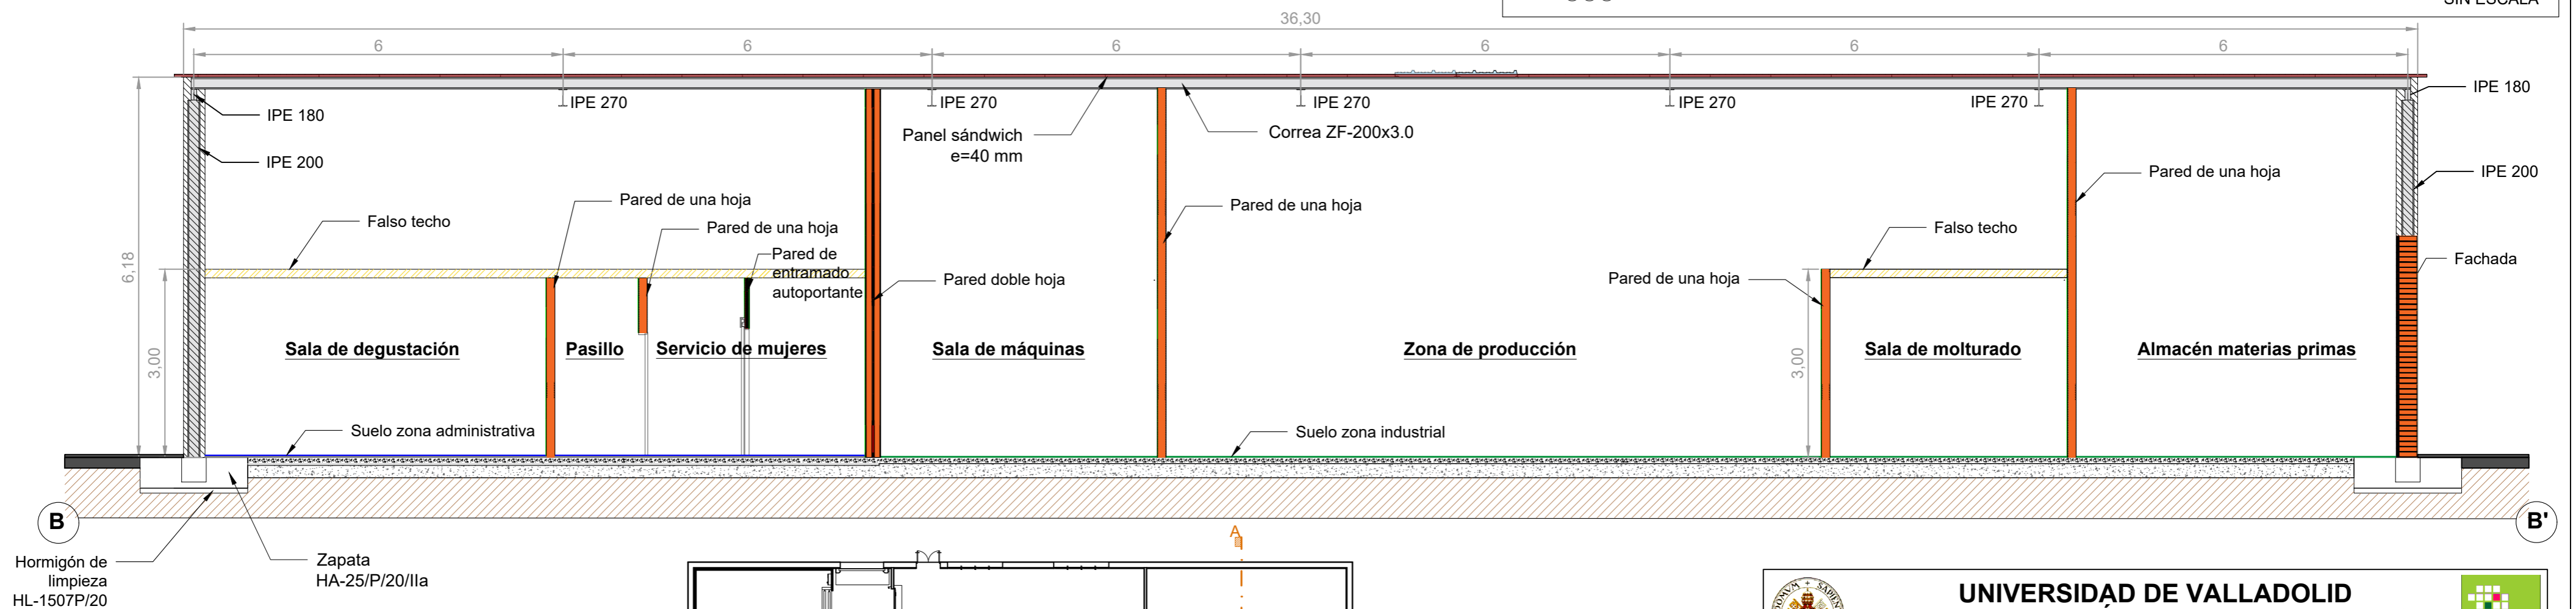 SIN ESCALA
36,30
6
6
6
6
6
6
IPE 180
IPE 270
IPE 270
IPE 270
IPE 270
IPE 270
IPE 180
IPE 200
Panel sándwich
e=40 mm
Correa ZF-200x3.0
IPE 200
6,18
3,00
Falso techo
Pared de una hoja
Pared de una hoja
Pared de
entramado
autoportante
Pared doble hoja
Pared de una hoja
Pared de una hoja
Falso techo
Pared de una hoja
Fachada
3,00
Sala de degustación
Pasillo
Servicio de mujeres
Sala de máquinas
Zona de producción
Sala de molturado
Almacén materias primas
Suelo zona administrativa
Suelo zona industrial
B
B'
Hormigón de
limpieza
HL-1507P/20
Zapata
HA-25/P/20/IIa
A
UNIVERSIDAD DE VALLADOLID